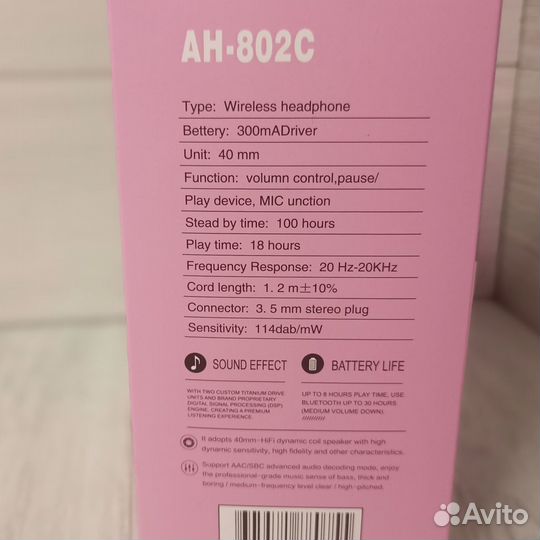 AH-802C
Type: Wireless headphone
Bettery: 300mADriver
Unit: 40 mm
Function: volumn control,pause/
Play device, MIC unction
Stead by time: 100 hours
Play time: 18 hours
Frequency Response: 20 Hz-20KHz
Cord length: 1. 2 m±10%
Connector: 3. 5 mm stereo plug
Sensitivity: 114dab/mW
SOUND EFFECT
WITH TWO CUSTOM TITANIUM DRIVE
UNITS AND BRAND PROPRIETARY
DIGITAL SIGNAL PROCESSING (DSP)
ENGINE, CREATING A PREMIUM
LISTENING EXPERIENCE.
BATTERY LIFE
UP TO 8 HOURS PLAY TIME, USE
BLUETOOTH UP TO 30 HOURS
(MEDIUM VOLUME DOWN).
//////////
It adopts 40mm-HiFi dynamic coil speaker with high
dynamic sensitivity, high fidelity and other characteristics.
Support AAC/SBC advanced audio decoding mode, enjoy
the professional-grade music sense of bass, thick and
boring / medium-frequency level clear / high-pitched.
Avito